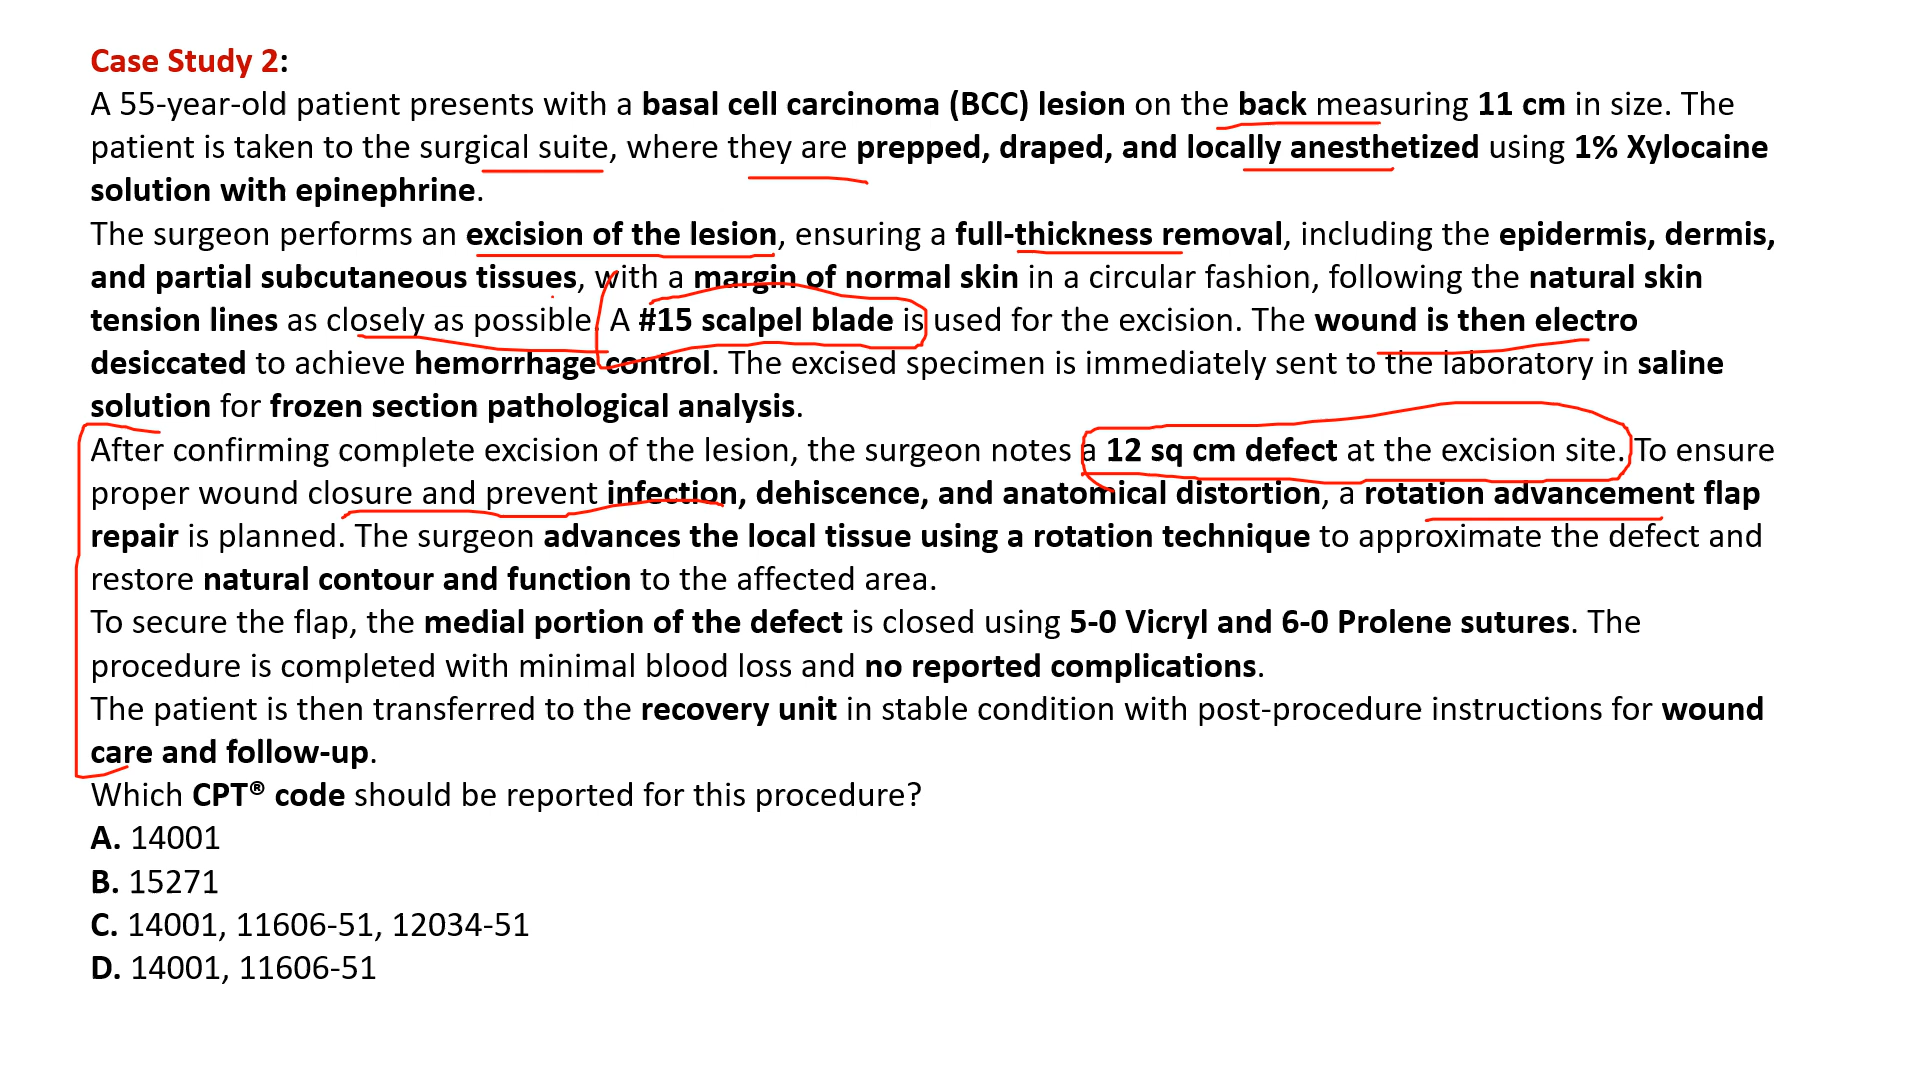 Case Study 2:
A 55-year-old patient presents with a basal cell carcinoma (BCC) lesion on the back measuring 11 cm in size. The
patient is taken to the surgical suite, where they are prepped, draped, and locally anesthetized using 1% Xylocaine
solution with epinephrine.
The surgeon performs an excision of the lesion, ensuring a full-thickness removal, including the epidermis, dermis,
and partial subcutaneous tissues, with a margin of normal skin in a circular fashion, following the natural skin
tension lines as closely as possible. A #15 scalpel blade is used for the excision. The wound is then electro
desiccated to achieve hemorrhage control. The excised specimen is immediately sent to the laboratory in saline
solution for frozen section pathological analysis.
After confirming complete excision of the lesion, the surgeon notes a 12 sq cm defect at the excision site. To ensure
proper wound closure and prevent infection, dehiscence, and anatomical distortion, a rotation advancement flap
repair is planned. The surgeon advances the local tissue using a rotation technique to approximate the defect and
restore natural contour and function to the affected area.
To secure the flap, the medial portion of the defect is closed using 5-0 Vicryl and 6-0 Prolene sutures. The
procedure is completed with minimal blood loss and no reported complications.
The patient is then transferred to the recovery unit in stable condition with post-procedure instructions for wound
care and follow-up.
Which CPT® code should be reported for this procedure?
A. 14001
B. 15271
C. 14001, 11606-51, 12034-51
D. 14001, 11606-51